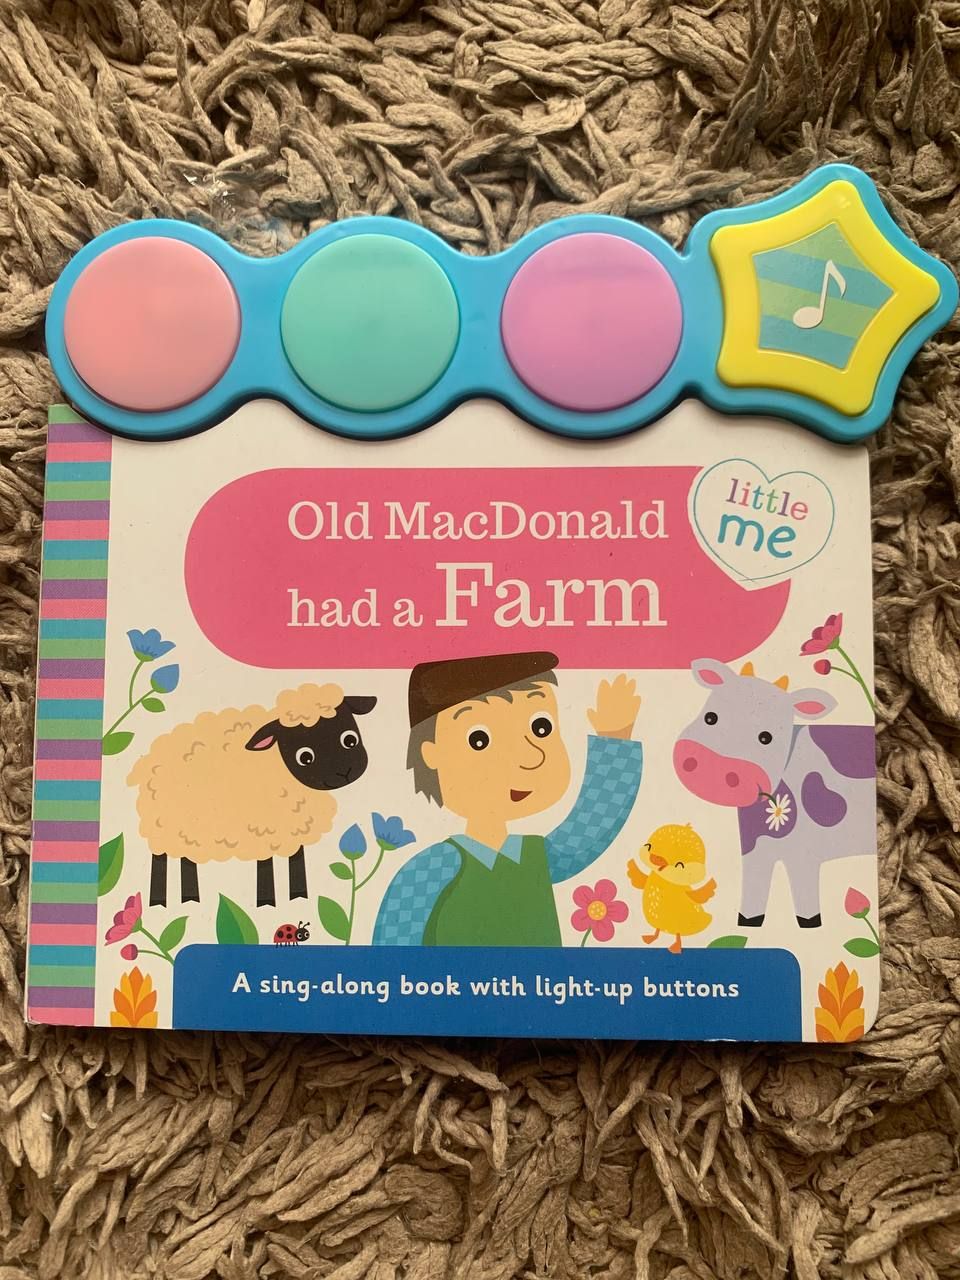 Old MacDonald
had a Farm
little
me
A sing-along book with light-up buttons